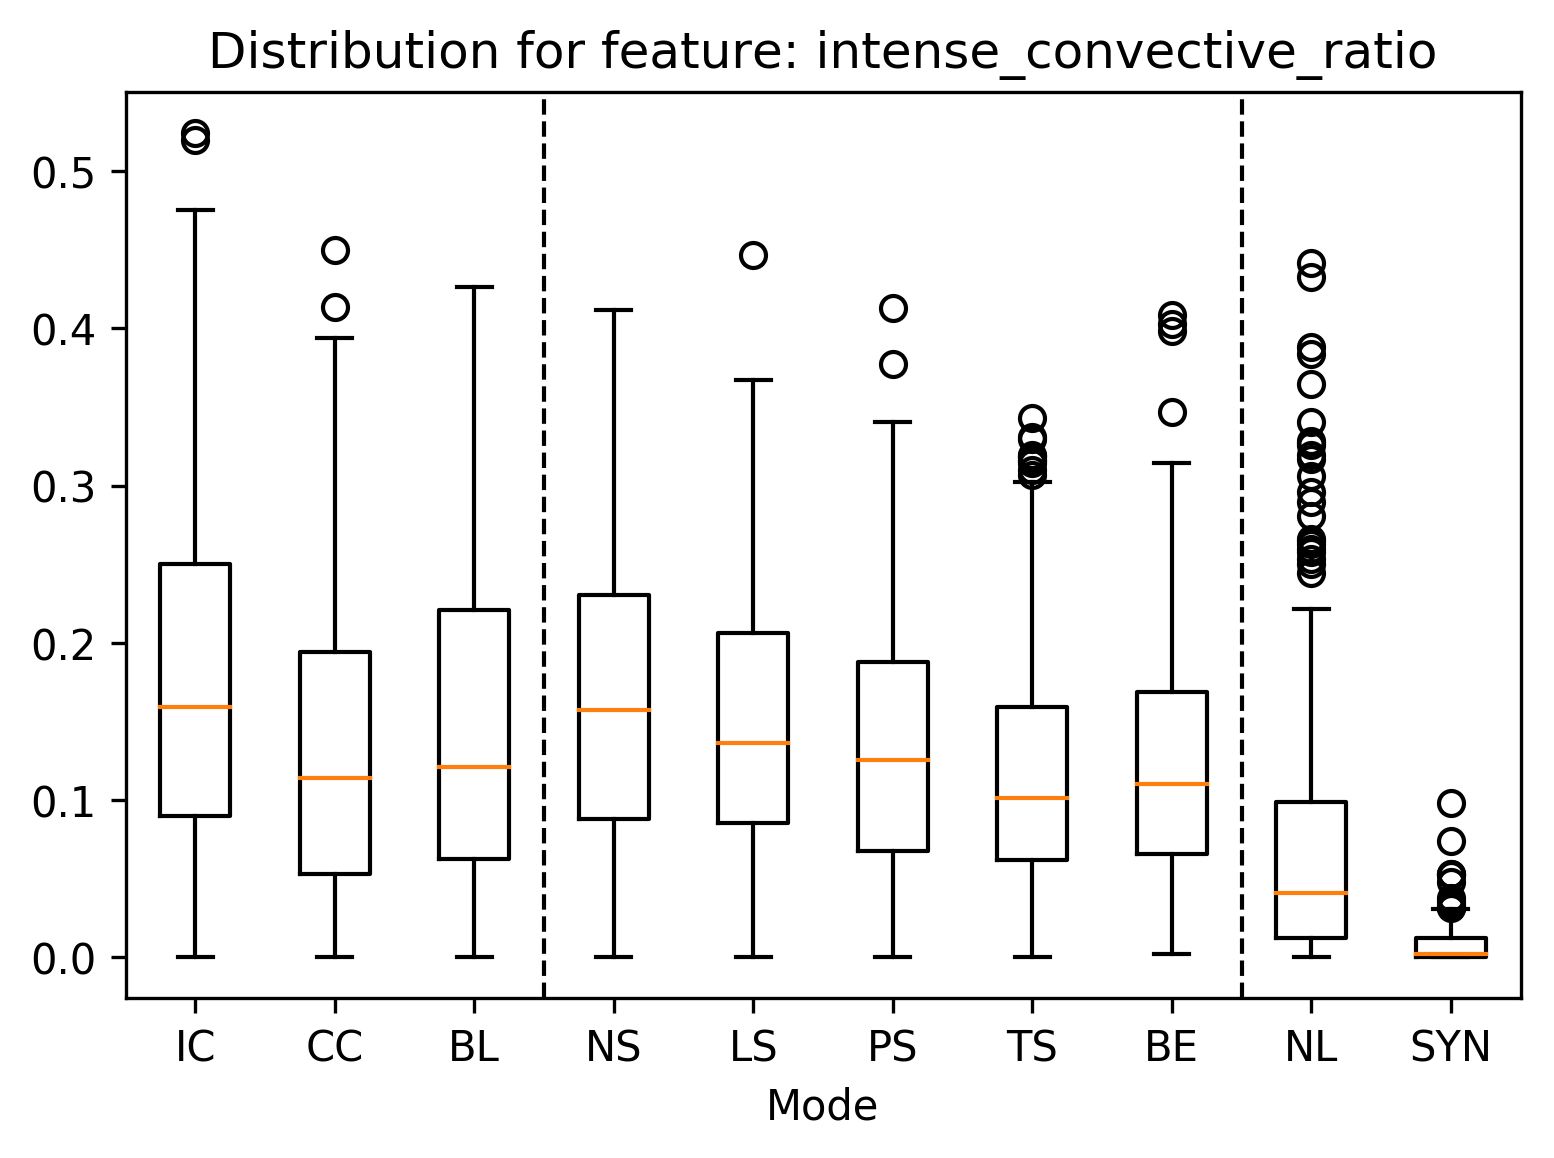 Distribution for feature: intense_convective_ratio
0.5
0.4
0.3
0.2
0.1
0.0
IC CC BL NS LS PS TS BE NL SYN
Mode